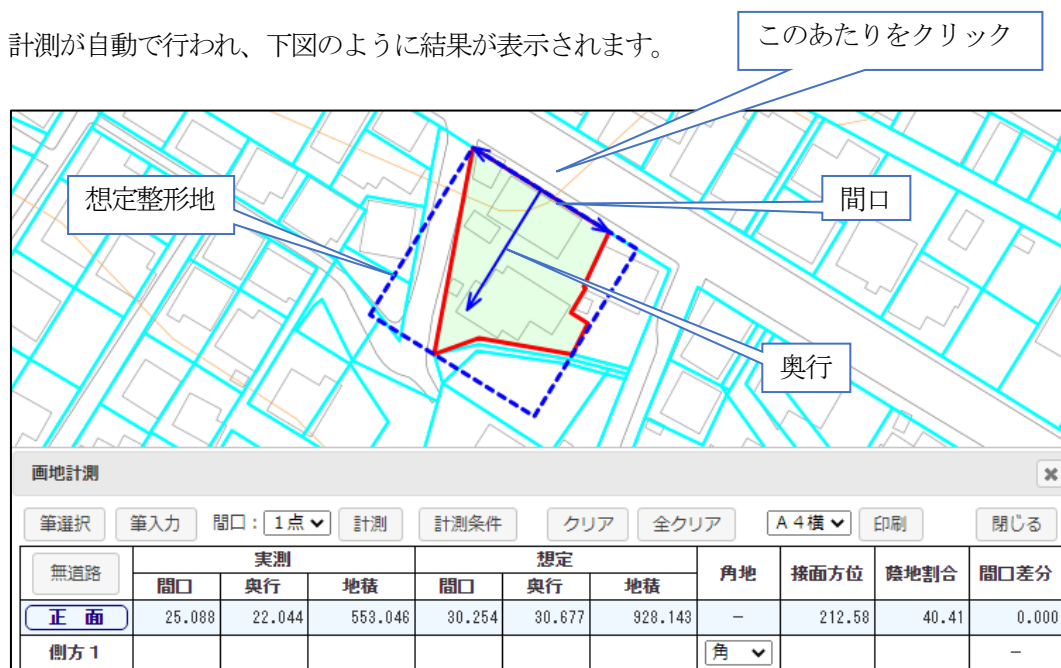 このあたりをクリック
計測が自動で行われ、下図のように結果が表示されます。
想定整形地
間口
奥行
画地計測
筆選択 筆入力 間口： 1点 計測 計測条件 クリア 全クリア A4横 印刷 閉じる
無道路 実測 想定 角地 接面方位 蔭地割合 間口差分
間口 奥行 地積 間口 奥行 地積
正 面 25.088 22.044 553.046 30.254 30.677 928.143 － 212.58 40.41 0.000
側方1 角 －